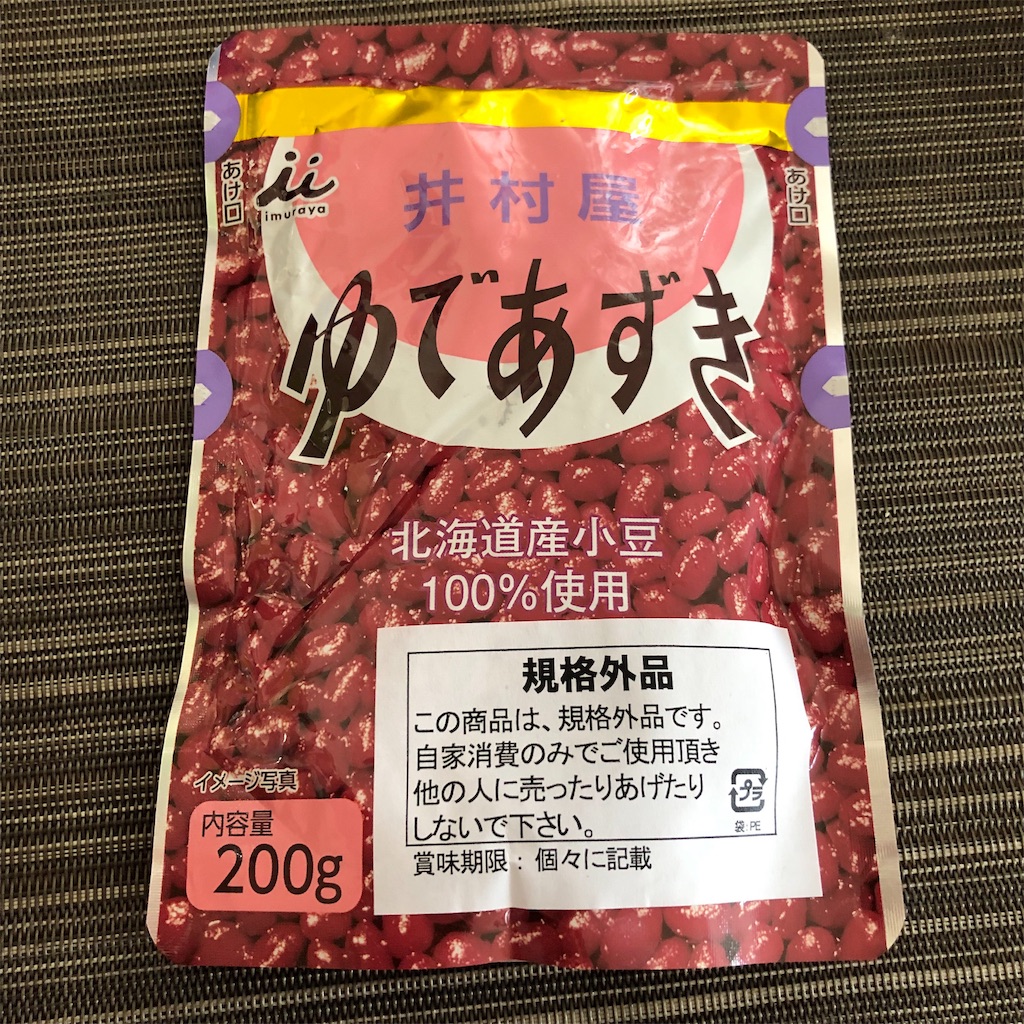 あけ口
imuraya
井村屋
あけ口
ゆであずき
北海道産小豆
100%使用
規格外品
この商品は、規格外品です。
自家消費のみでご使用頂き
他の人に売ったりあげたり
しないで下さい。
プラ
袋:PE
賞味期限：個々に記載
イメージ写真
内容量
200g